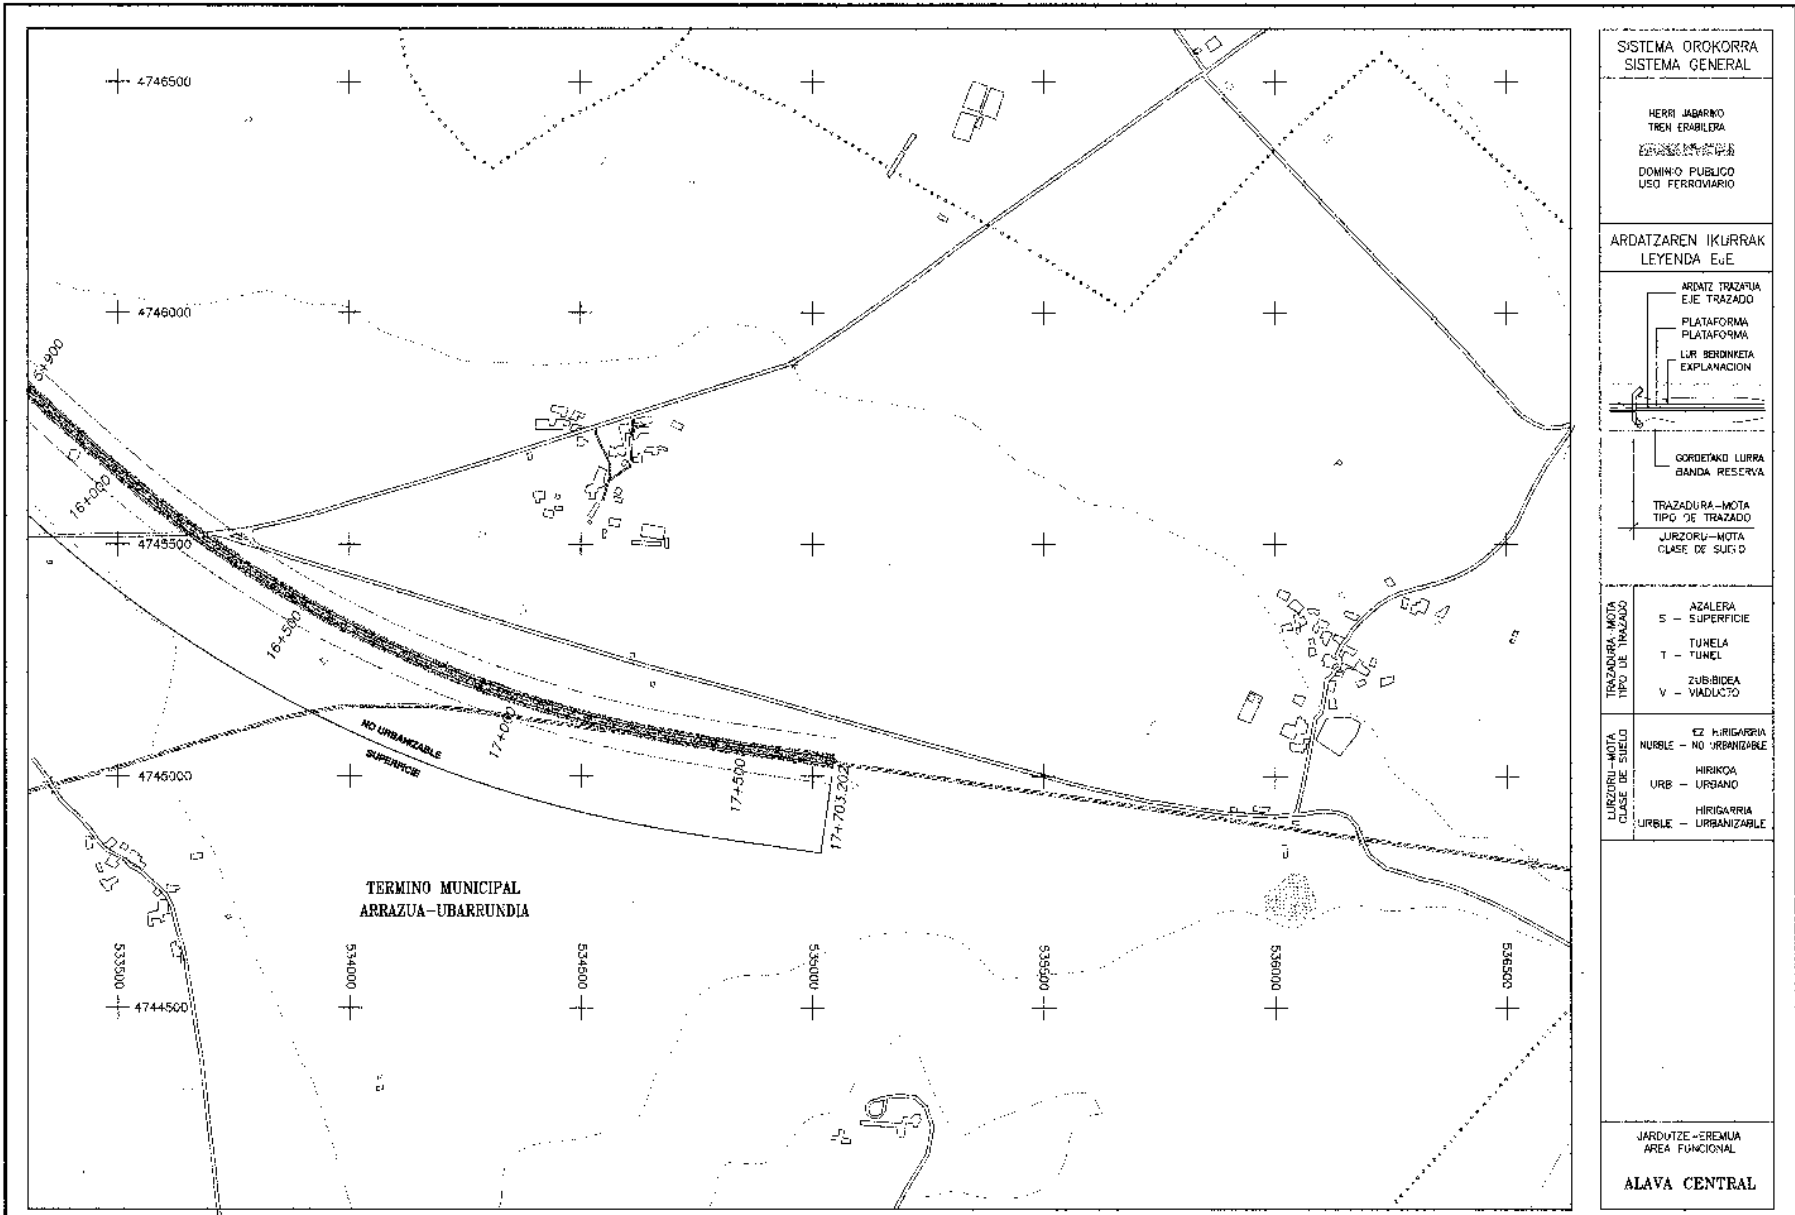 4746500
4746000
5+900
16+000
4745500
16+500
17+000
NO URBANIZABLE
SUPERFICIE
4745000
17+500
17+703.202
TERMINO MUNICIPAL
ARRAZUA-UBARRUNDIA
533500
534000
534500
535000
535500
536000
536500
4744500
SISTEMA OROKORRA
SISTEMA GENERAL
HERRI JABARIKO
TREN ERABILERA
DOMINIO PUBLICO
USO FERROVIARIO
ARDATZAREN IKURRAK
LEYENDA EJE
ARDATZ TRAZATUA
EJE TRAZADO
PLATAFORMA
PLATAFORMA
LUR BERDINKETA
EXPLANACION
GORDETAKO LURRA
BANDA RESERVA
TRAZADURA-MOTA
TIPO DE TRAZADO
LURZORU-MOTA
CLASE DE SUELO
TRAZADURA-MOTA
TIPO DE TRAZADO
AZALERA
S - SUPERFICIE
TUNELA
T - TUNEL
ZUBIBIDEA
V - VIADUCTO
LURZORU-MOTA
CLASE DE SUELO
EZ HIRIGARRIA
NURBLE - NO URBANIZABLE
HIRIKOA
URB - URBANO
HIRIGARRIA
URBLE - URBANIZABLE
JARDUTZE-EREMUA
AREA FUNCIONAL
ALAVA CENTRAL